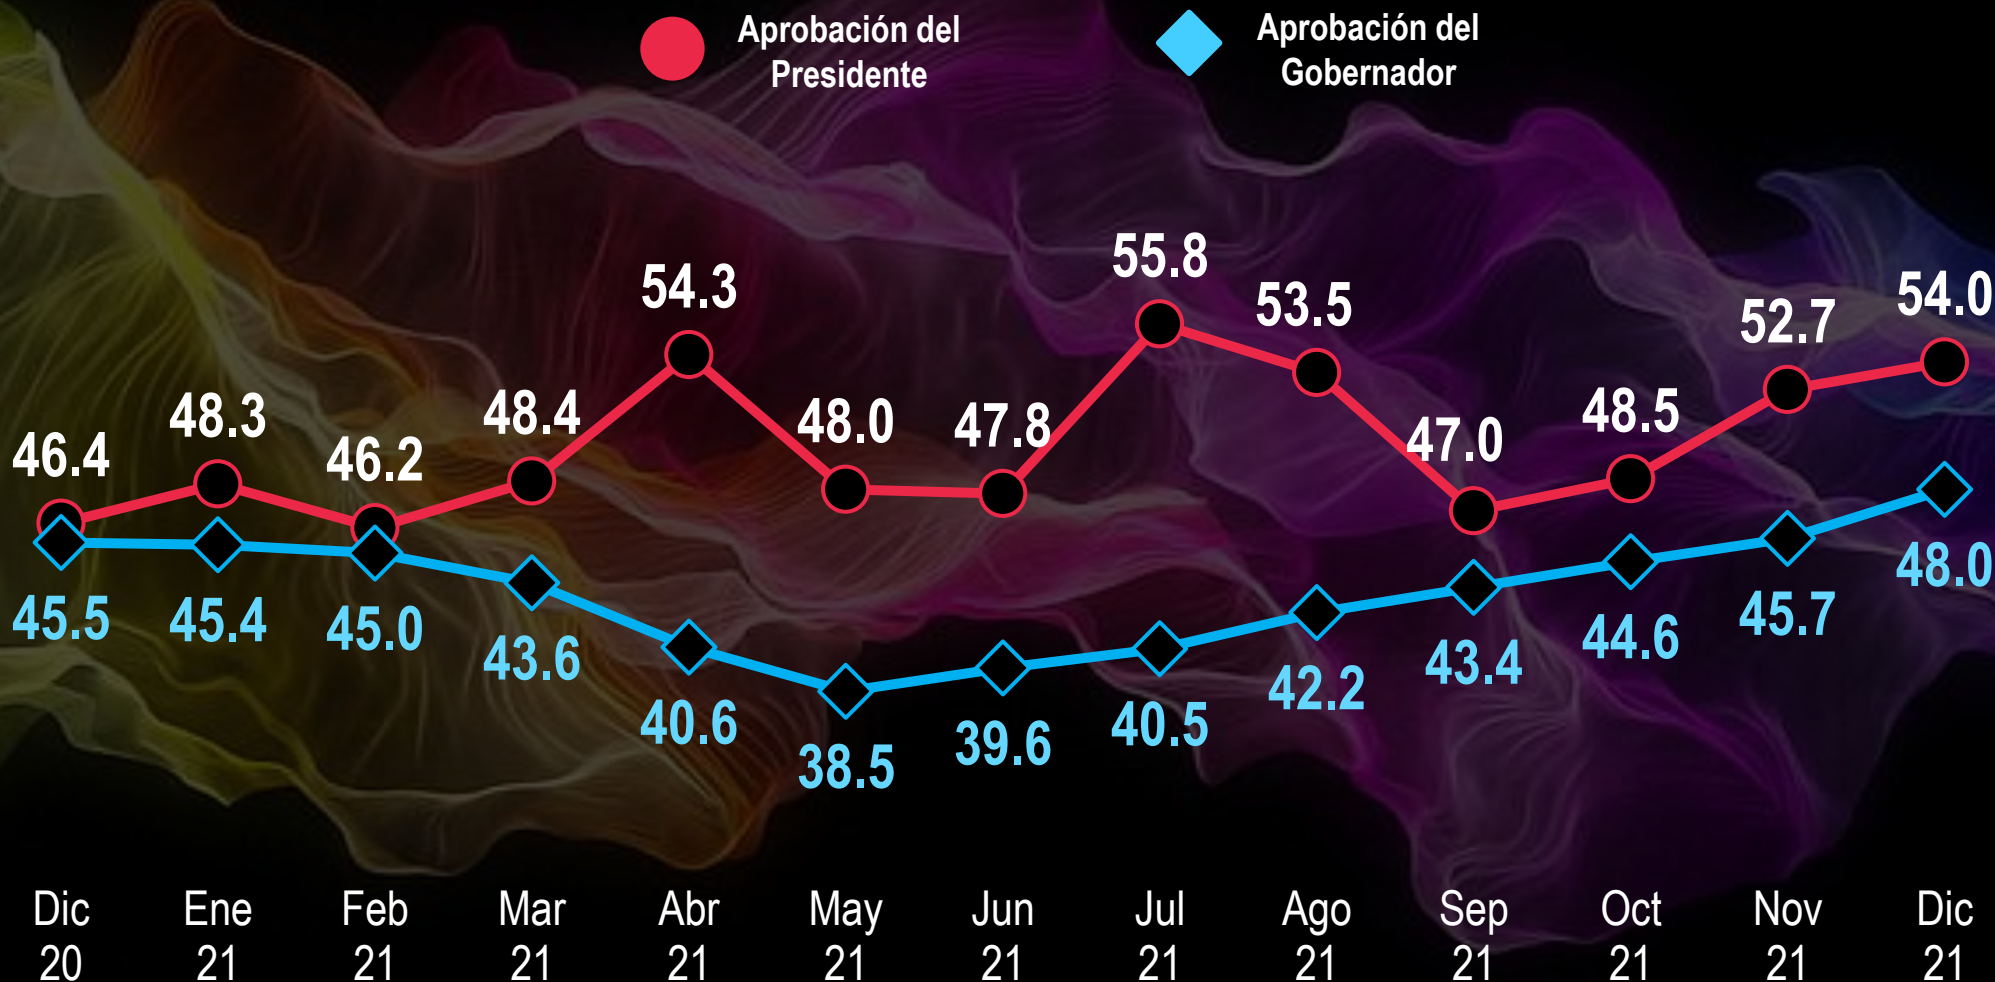 Aprobación del
Presidente
Aprobación del
Gobernador
46.4 48.3 46.2 48.4 54.3 48.0 47.8 55.8 53.5 47.0 48.5 52.7 54.0
45.5 45.4 45.0 43.6 40.6 38.5 39.6 40.5 42.2 43.4 44.6 45.7 48.0
Dic Ene Feb Mar Abr May Jun Jul Ago Sep Oct Nov Dic
20 21 21 21 21 21 21 21 21 21 21 21 21